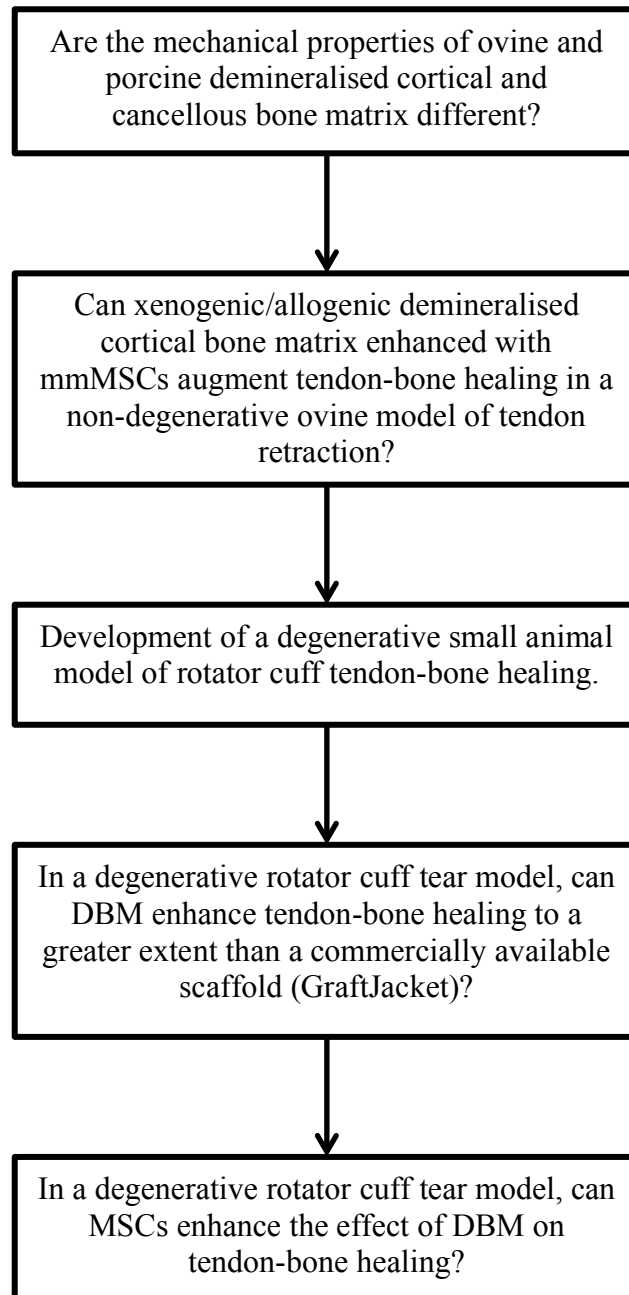 Are the mechanical properties of ovine and
porcine demineralised cortical and
cancellous bone matrix different?
Can xenogenic/allogenic demineralised
cortical bone matrix enhanced with
mmMSCs augment tendon-bone healing in a
non-degenerative ovine model of tendon
retraction?
Development of a degenerative small animal
model of rotator cuff tendon-bone healing.
In a degenerative rotator cuff tear model, can
DBM enhance tendon-bone healing to a
greater extent than a commercially available
scaffold (GraftJacket)?
In a degenerative rotator cuff tear model, can
MSCs enhance the effect of DBM on
tendon-bone healing?